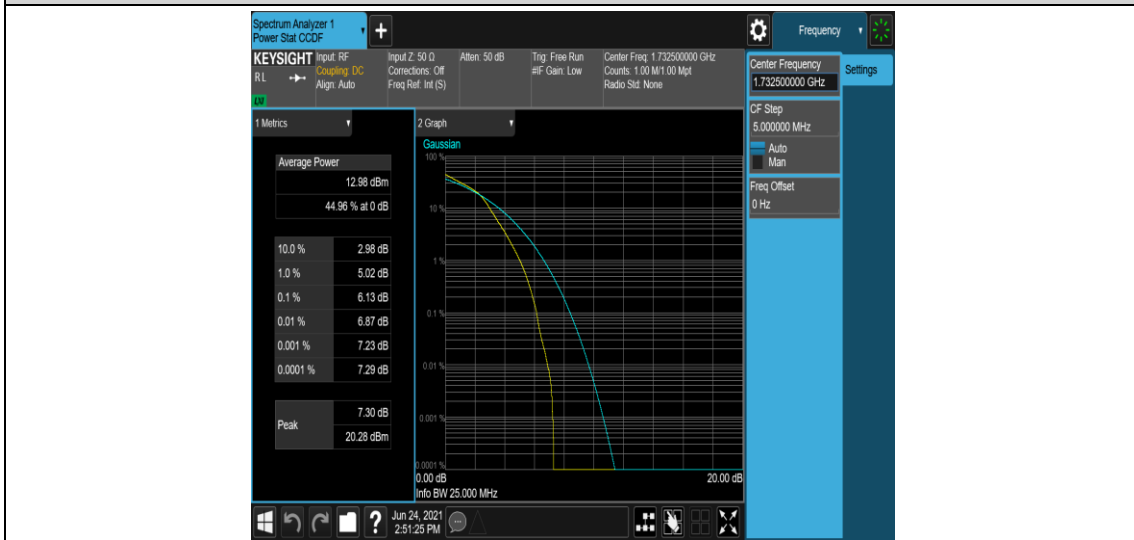 Spectrum Analyzer 1
Power Stat CCDF
+
Frequency
KEYSIGHT
RL
Input: RF
Coupling: DC
Align: Auto
Input Z: 50 Ω
Corrections: Off
Freq Ref: Int (S)
Atten: 50 dB
Trig: Free Run
#IF Gain: Low
Center Freq: 1.732500000 GHz
Counts: 1.00 M/1.00 Mpt
Radio Std: None
LXI
Center Frequency
1.732500000 GHz
Settings
CF Step
5.000000 MHz
Auto
Man
Freq Offset
0 Hz
1 Metrics
Average Power
12.98 dBm
44.96 % at 0 dB
10.0 % 2.98 dB
1.0 % 5.02 dB
0.1 % 6.13 dB
0.01 % 6.87 dB
0.001 % 7.23 dB
0.0001 % 7.29 dB
Peak 7.30 dB
20.28 dBm
2 Graph
Gaussian
100 %
10 %
1 %
0.1 %
0.01 %
0.001 %
0.0001 %
0.00 dB 20.00 dB
Info BW 25.000 MHz
?
Jun 24, 2021
2:51:25 PM